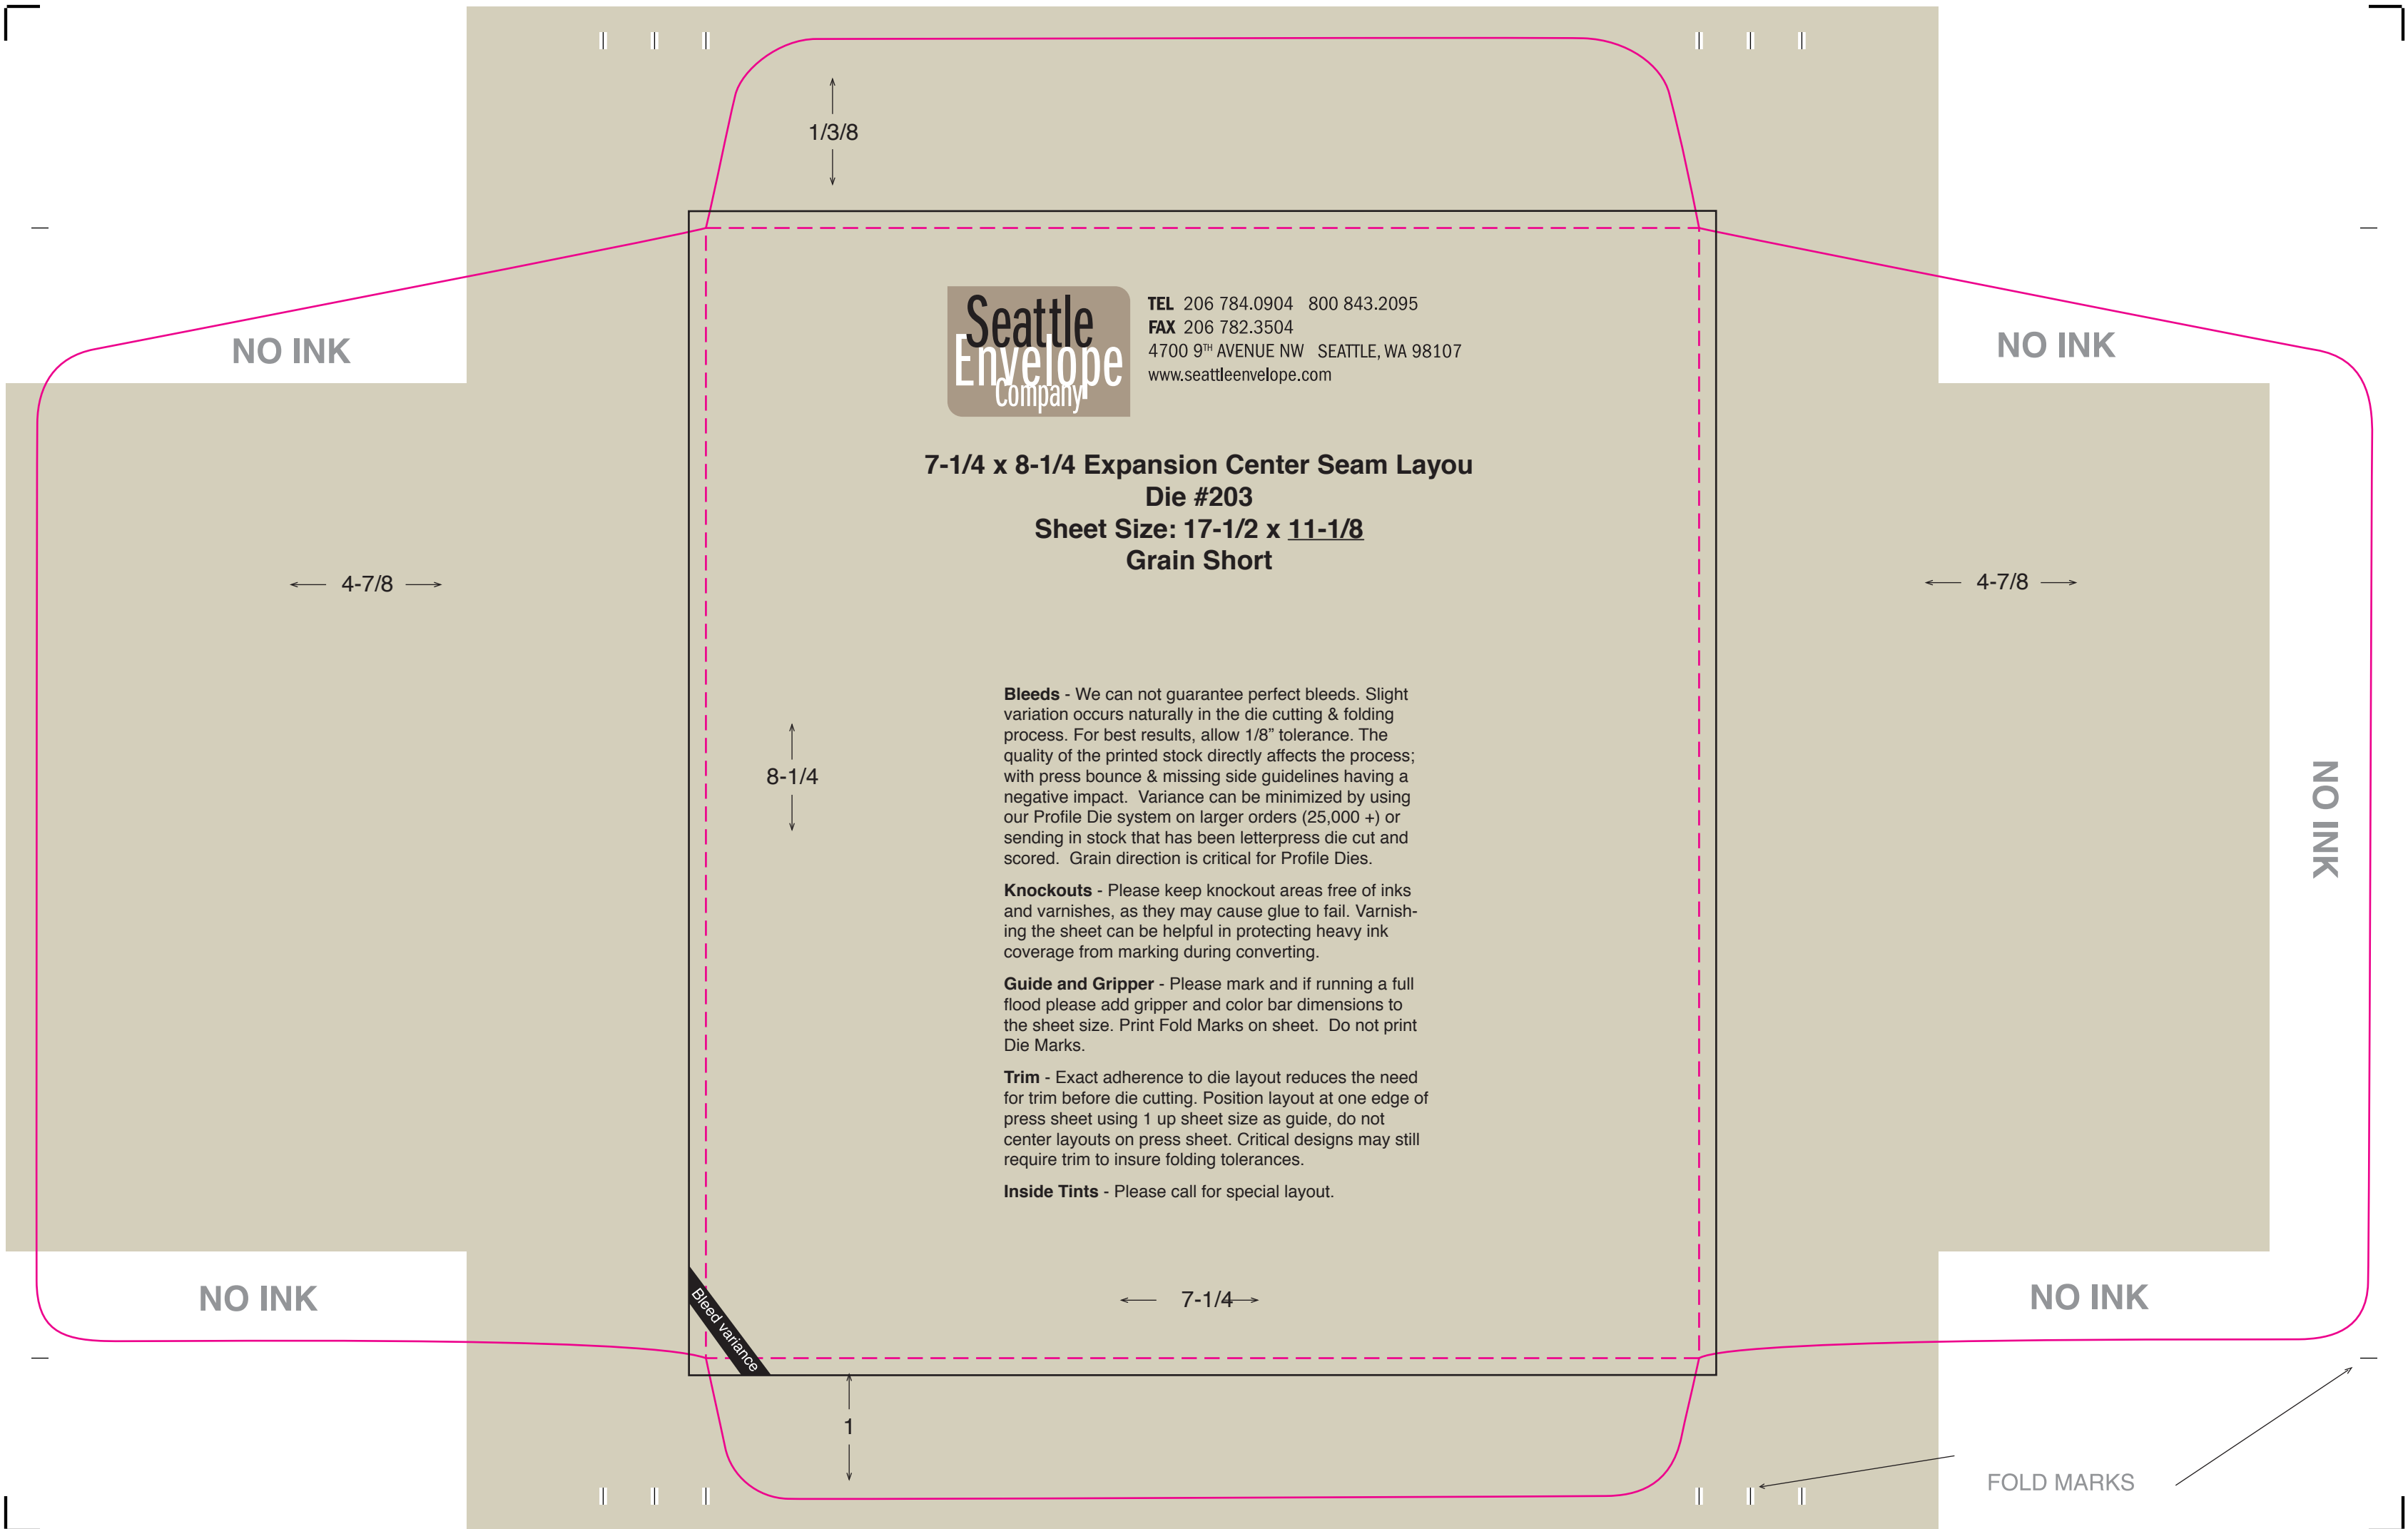 1/3/8
Seattle
Envelope
Company
TEL 206 784.0904 800 843.2095
FAX 206 782.3504
4700 9TH AVENUE NW SEATTLE, WA 98107
www.seattleenvelope.com
NO INK
NO INK
7-1/4 x 8-1/4 Expansion Center Seam Layou
Die #203
Sheet Size: 17-1/2 x 11-1/8
Grain Short
4-7/8
4-7/8
Bleeds - We can not guarantee perfect bleeds. Slight
variation occurs naturally in the die cutting & folding
process. For best results, allow 1/8” tolerance. The
quality of the printed stock directly affects the process;
with press bounce & missing side guidelines having a
negative impact. Variance can be minimized by using
our Profile Die system on larger orders (25,000 +) or
sending in stock that has been letterpress die cut and
scored. Grain direction is critical for Profile Dies.
8-1/4
NO INK
Knockouts - Please keep knockout areas free of inks
and varnishes, as they may cause glue to fail. Varnish-
ing the sheet can be helpful in protecting heavy ink
coverage from marking during converting.
Guide and Gripper - Please mark and if running a full
flood please add gripper and color bar dimensions to
the sheet size. Print Fold Marks on sheet. Do not print
Die Marks.
Trim - Exact adherence to die layout reduces the need
for trim before die cutting. Position layout at one edge of
press sheet using 1 up sheet size as guide, do not
center layouts on press sheet. Critical designs may still
require trim to insure folding tolerances.
Inside Tints - Please call for special layout.
NO INK
7-1/4
NO INK
Bleed variance
1
FOLD MARKS